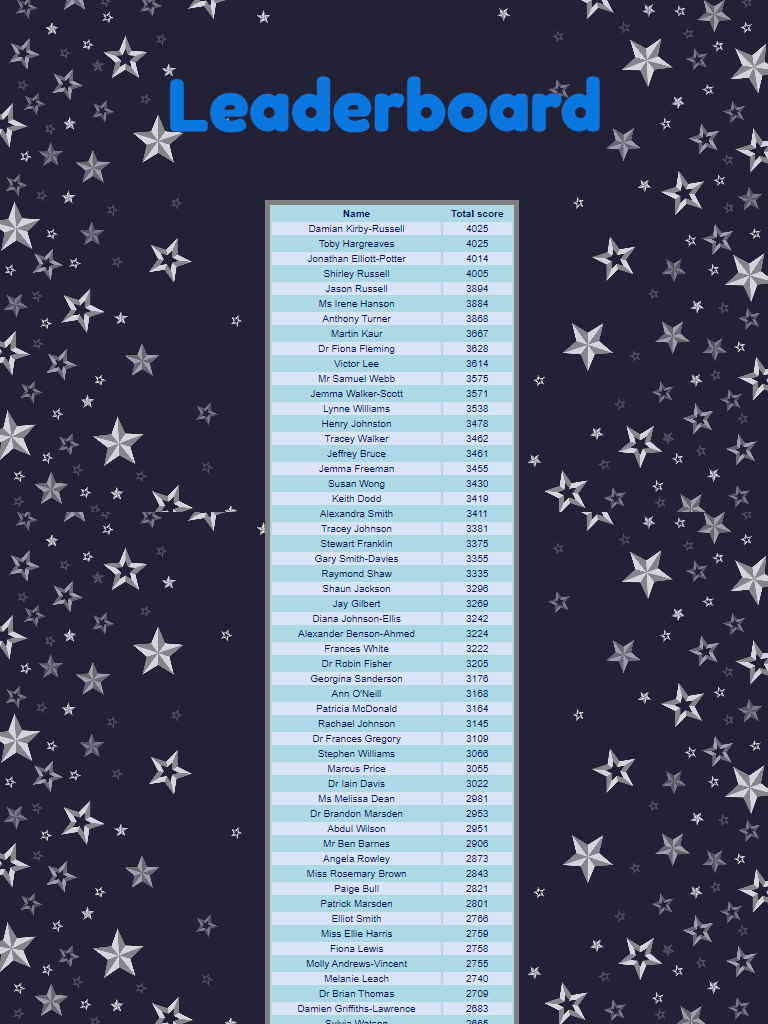 Leaderboard
Name Total score
Damian Kirby-Russell 4025
Toby Hargreaves 4025
Jonathan Elliott-Potter 4014
Shirley Russell 4005
Jason Russell 3894
Ms Irene Hanson 3884
Anthony Turner 3868
Martin Kaur 3667
Dr Fiona Fleming 3628
Victor Lee 3614
Mr Samuel Webb 3575
Jemma Walker-Scott 3571
Lynne Williams 3538
Henry Johnston 3478
Tracey Walker 3462
Jeffrey Bruce 3461
Jemma Freeman 3455
Susan Wong 3430
Keith Dodd 3419
Alexandra Smith 3411
Tracey Johnson 3381
Stewart Franklin 3375
Gary Smith-Davies 3355
Raymond Shaw 3335
Shaun Jackson 3296
Jay Gilbert 3269
Diana Johnson-Ellis 3242
Alexander Benson-Ahmed 3224
Frances White 3222
Dr Robin Fisher 3205
Georgina Sanderson 3176
Ann O'Neill 3168
Patricia McDonald 3164
Rachael Johnson 3145
Dr Frances Gregory 3109
Stephen Williams 3066
Marcus Price 3055
Dr Iain Davis 3022
Ms Melissa Dean 2981
Dr Brandon Marsden 2953
Abdul Wilson 2951
Mr Ben Barnes 2906
Angela Rowley 2873
Miss Rosemary Brown 2843
Paige Bull 2821
Patrick Marsden 2801
Elliot Smith 2766
Miss Ellie Harris 2759
Fiona Lewis 2758
Molly Andrews-Vincent 2755
Melanie Leach 2740
Dr Brian Thomas 2709
Damien Griffiths-Lawrence 2683
Sylvia Watson 2665